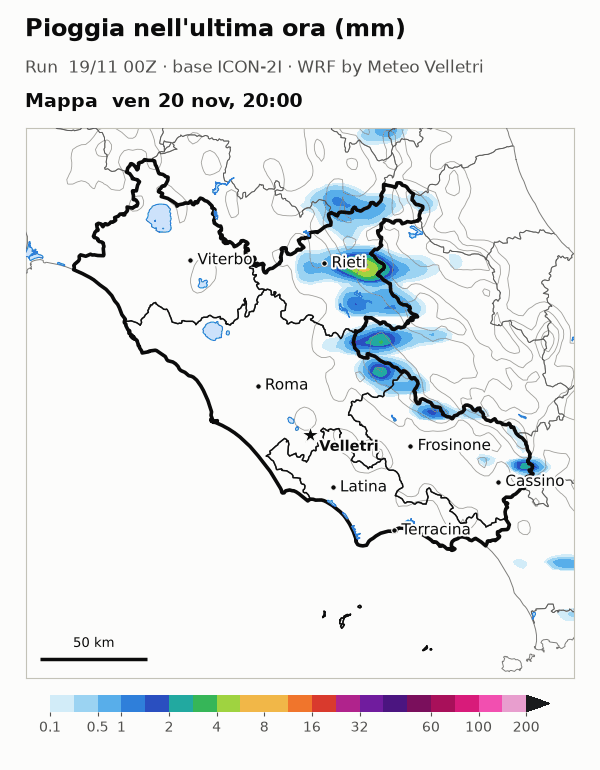 Pioggia nell'ultima ora (mm)
Run  19/11 00Z · base ICON-2I · WRF by Meteo Velletri
Mappa  ven 20 nov, 20:00
Viterbo
Rieti
Roma
Velletri
Frosinone
Latina
Cassino
Terracina
50 km
0.1 0.5 1 2 4 8 16 32 60 100 200